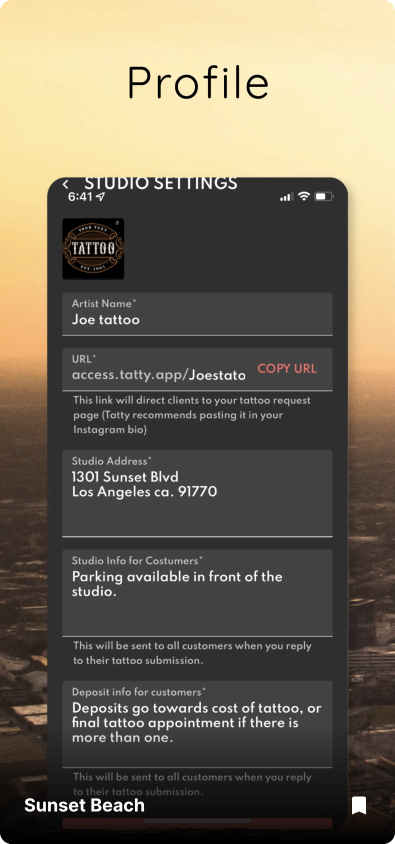 Profile
STUDIO SETTINGS
6:41
YOUR TEXT
TATTOO
EST. 1895
Artist Name*
Joe tattoo
URL*
access.tatty.app/Joestato
COPY URL
This link will direct clients to your tattoo request
page (Tatty recommends pasting it in your
Instagram bio)
Studio Address*
1301 Sunset Blvd
Los Angeles ca. 91770
Studio Info for Costumers*
Parking available in front of the
studio.
This will be sent to all customers when you reply
to their tattoo submission.
Deposit info for customers*
Deposits go towards cost of tattoo, or
final tattoo appointment if there is
more than one.
This will be sent to all customers when you reply
to their tattoo submission.
Sunset Beach